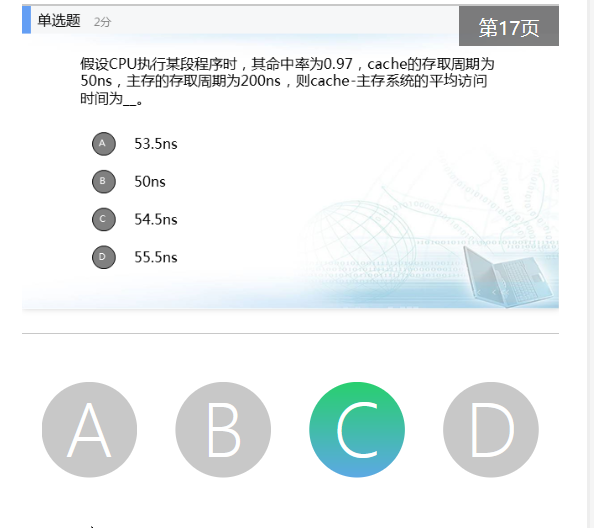 单选题 2分
第17页
假设CPU执行某段程序时，其命中率为0.97，cache的存取周期为
50ns，主存的存取周期为200ns，则cache-主存系统的平均访问
时间为__。
A 53.5ns
B 50ns
C 54.5ns
D 55.5ns
A B C D